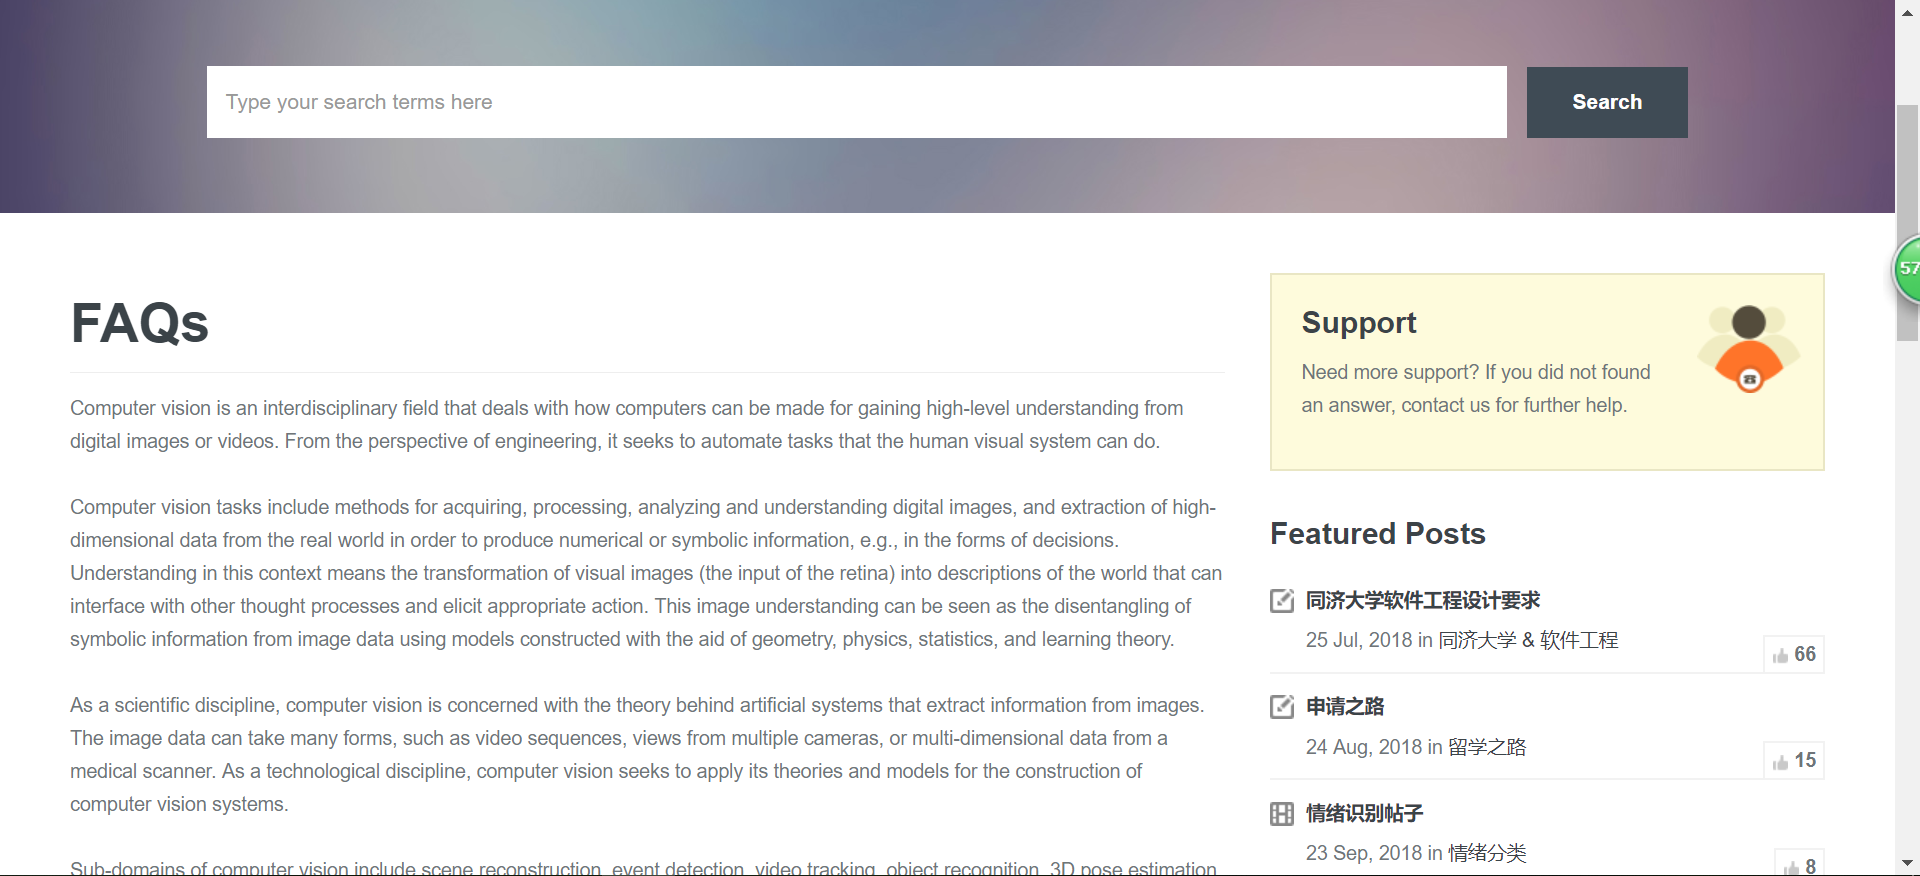 Type your search terms here
Search
57
FAQs
Computer vision is an interdisciplinary field that deals with how computers can be made for gaining high-level understanding from
digital images or videos. From the perspective of engineering, it seeks to automate tasks that the human visual system can do.
Computer vision tasks include methods for acquiring, processing, analyzing and understanding digital images, and extraction of high-
dimensional data from the real world in order to produce numerical or symbolic information, e.g., in the forms of decisions.
Understanding in this context means the transformation of visual images (the input of the retina) into descriptions of the world that can
interface with other thought processes and elicit appropriate action. This image understanding can be seen as the disentangling of
symbolic information from image data using models constructed with the aid of geometry, physics, statistics, and learning theory.
As a scientific discipline, computer vision is concerned with the theory behind artificial systems that extract information from images.
The image data can take many forms, such as video sequences, views from multiple cameras, or multi-dimensional data from a
medical scanner. As a technological discipline, computer vision seeks to apply its theories and models for the construction of
computer vision systems.
Sub-domains of computer vision include scene reconstruction, event detection, video tracking, object recognition, 3D pose estimation,
Support
Need more support? If you did not found
an answer, contact us for further help.
Featured Posts
同济大学软件工程设计要求
25 Jul, 2018 in 同济大学 & 软件工程
66
申请之路
24 Aug, 2018 in 留学之路
15
情绪识别帖子
23 Sep, 2018 in 情绪分类
8